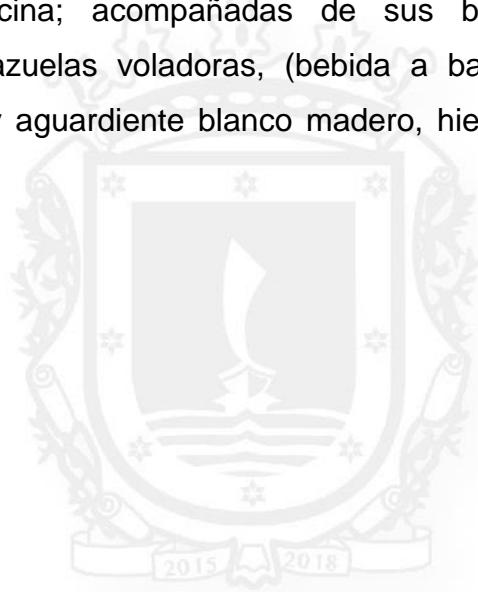 cina; acompañadas de sus b
azuelas voladoras, (bebida a ba
y aguardiente blanco madero, hie
2015 2018